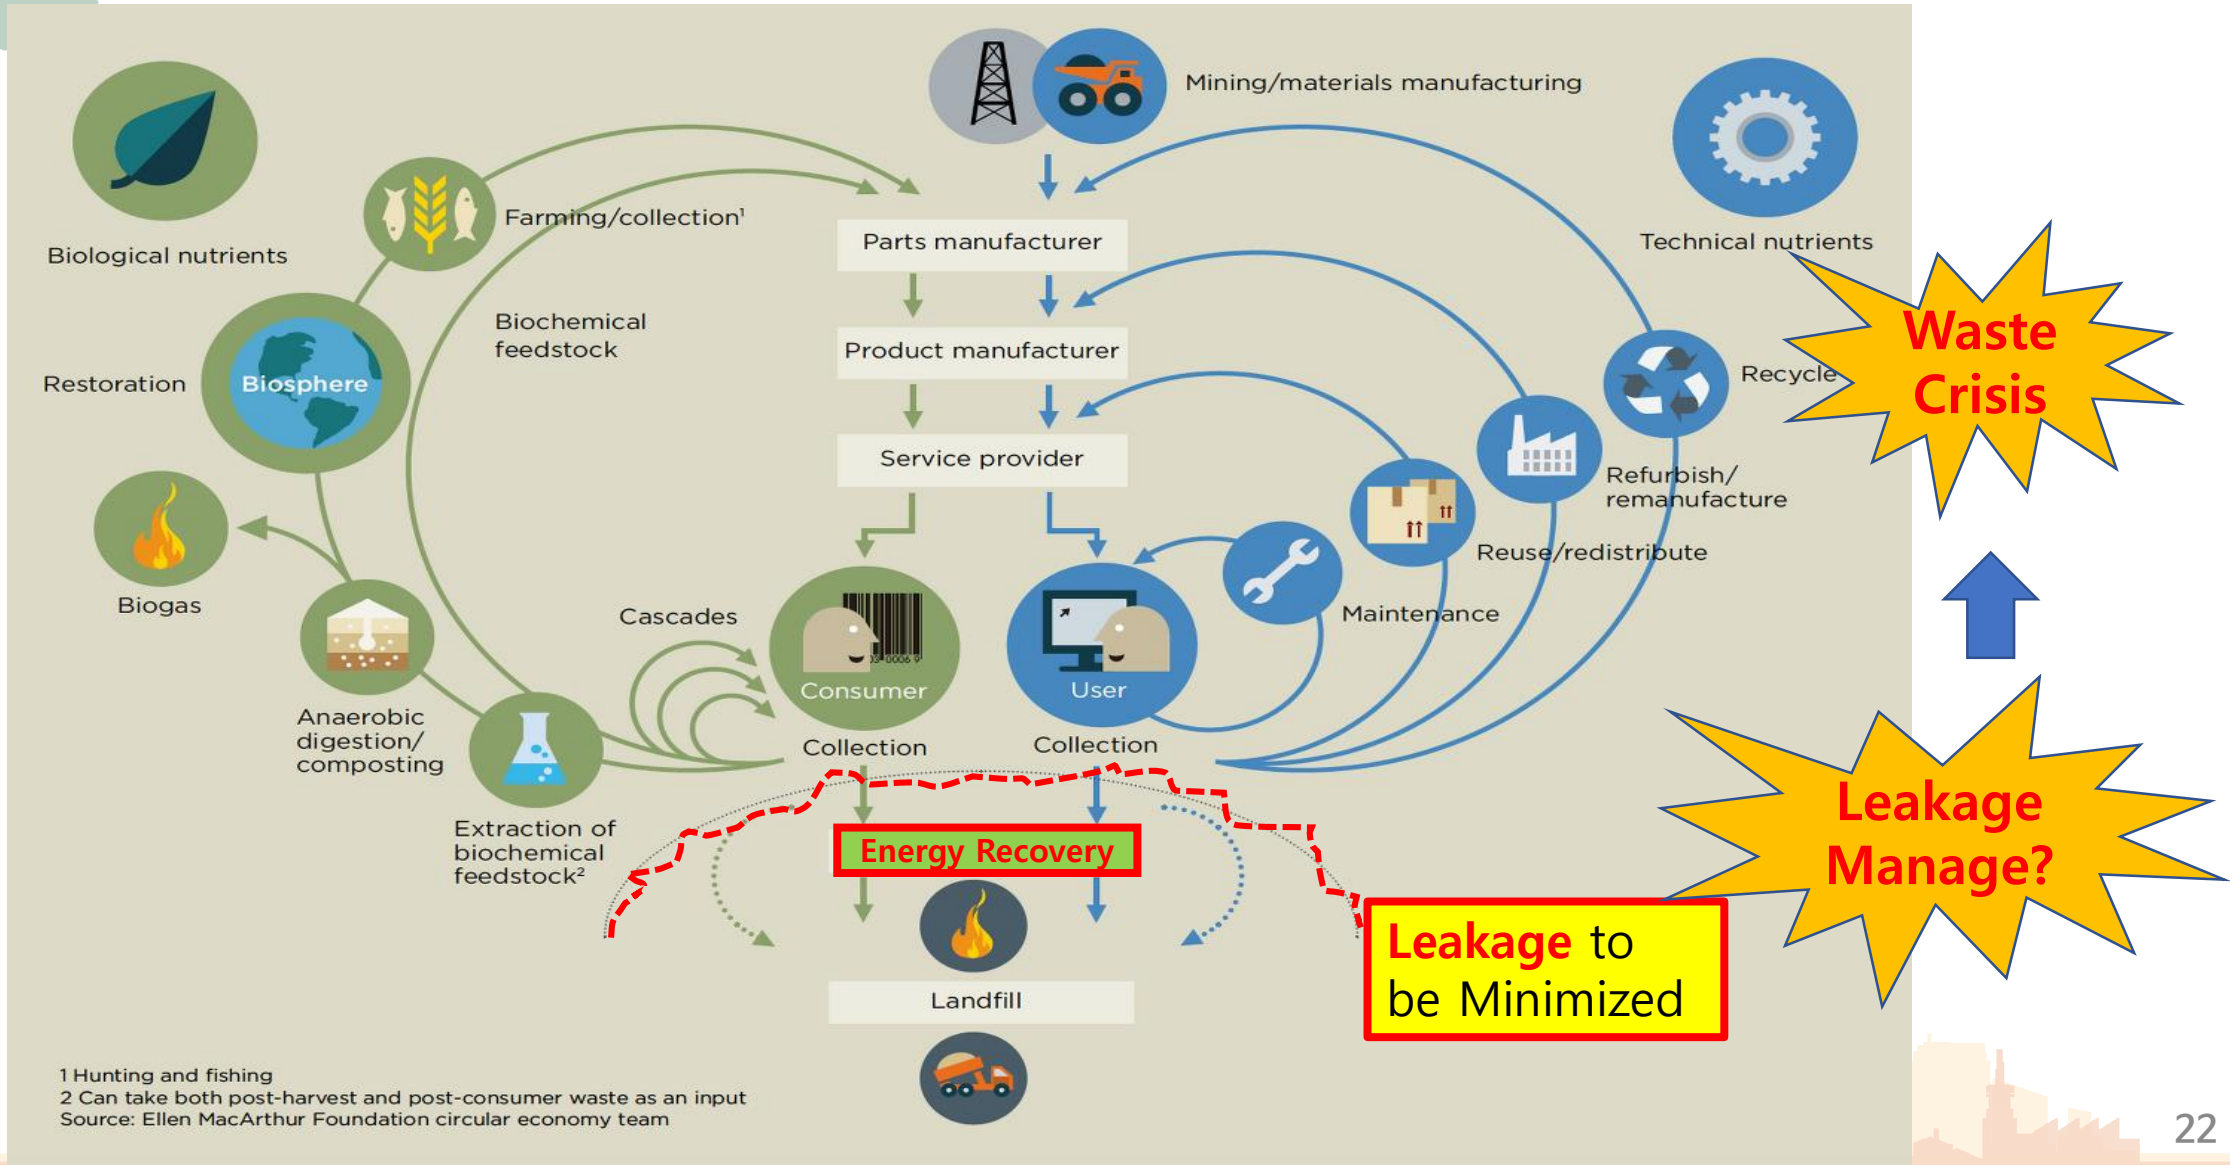 Mining/materials manufacturing
Biological nutrients
Technical nutrients
Farming/collection¹
Parts manufacturer
Biochemical
feedstock
Product manufacturer
Restoration
Biosphere
Recycle
Waste
Crisis
Service provider
Refurbish/
remanufacture
Reuse/redistribute
Biogas
Cascades
Maintenance
03 0006 9
Consumer
User
Anaerobic
digestion/
composting
Collection
Collection
Leakage
Manage?
Extraction of
biochemical
feedstock²
Energy Recovery
Leakage to
be Minimized
Landfill
1 Hunting and fishing
2 Can take both post-harvest and post-consumer waste as an input
Source: Ellen MacArthur Foundation circular economy team
22